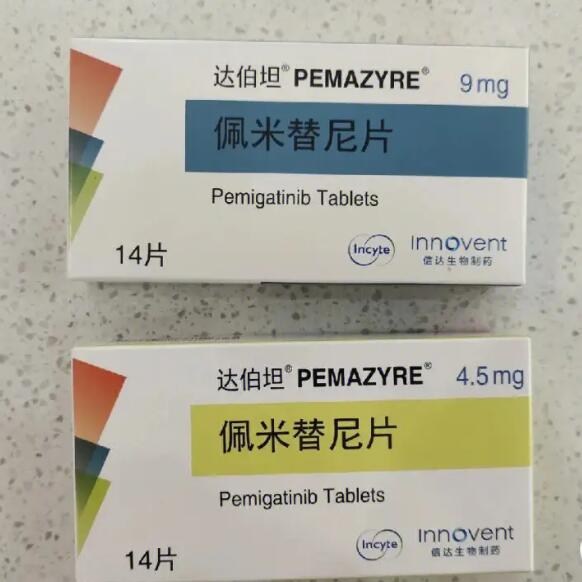 达伯坦® PEMAZYRE® 9mg
佩米替尼片
Pemigatinib Tablets
14片
Incyte
Innovent
信达生物制药
达伯坦® PEMAZYRE® 4.5mg
佩米替尼片
Pemigatinib Tablets
14片
Incyte
Innovent
信达生物制药